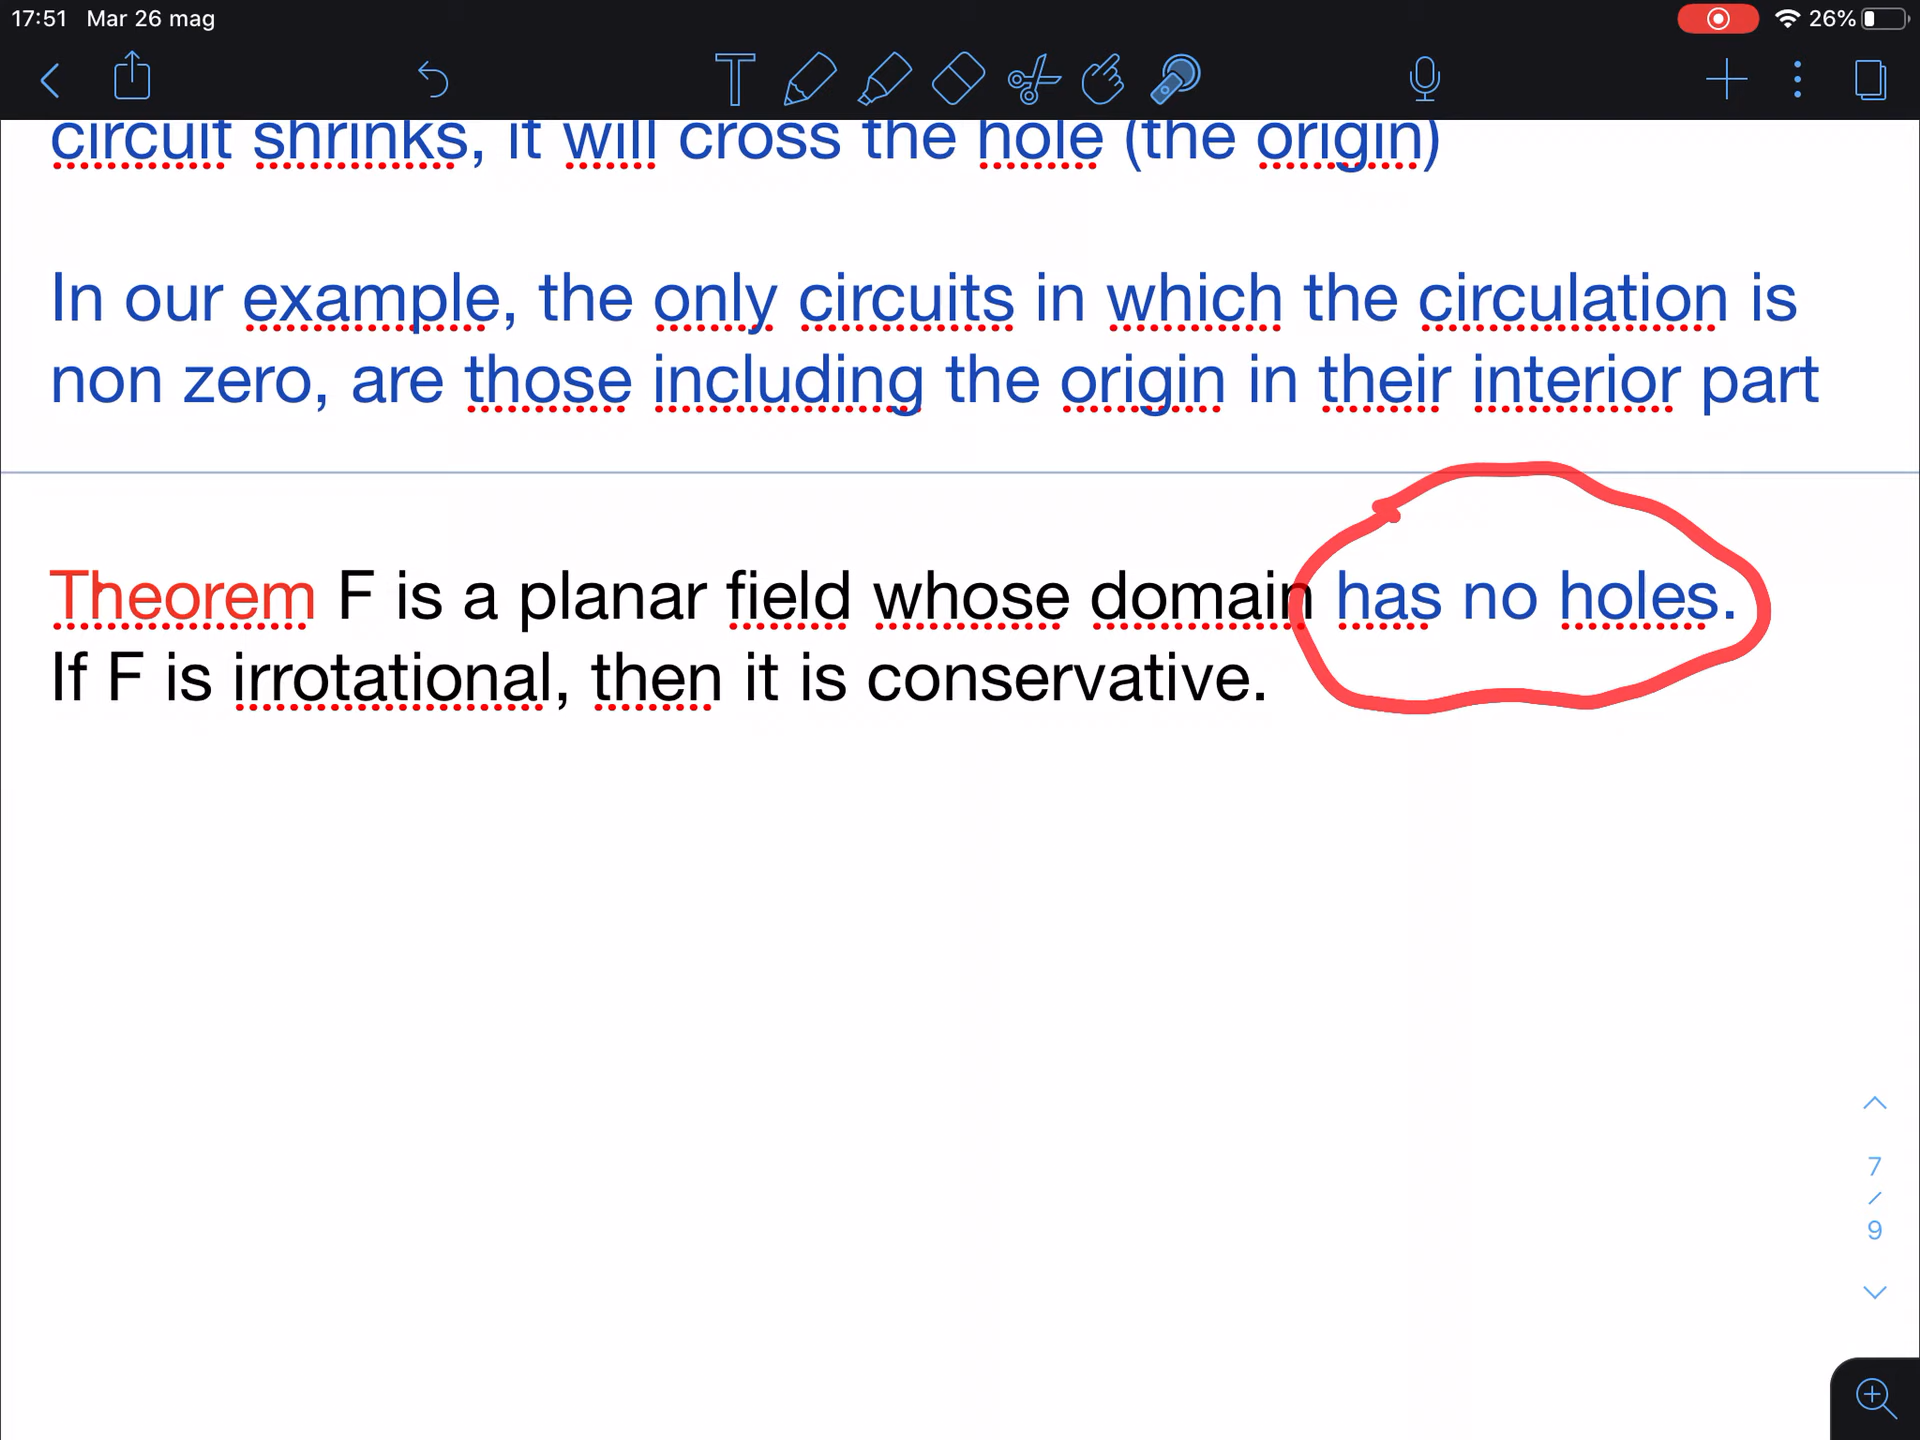 17:51 Mar 26 mag
26%
circuit shrinks, it will cross the hole (the origin)
In our example, the only circuits in which the circulation is
non zero, are those including the origin in their interior part
Theorem F is a planar field whose domain has no holes.
If F is irrotational, then it is conservative.
7
/
9